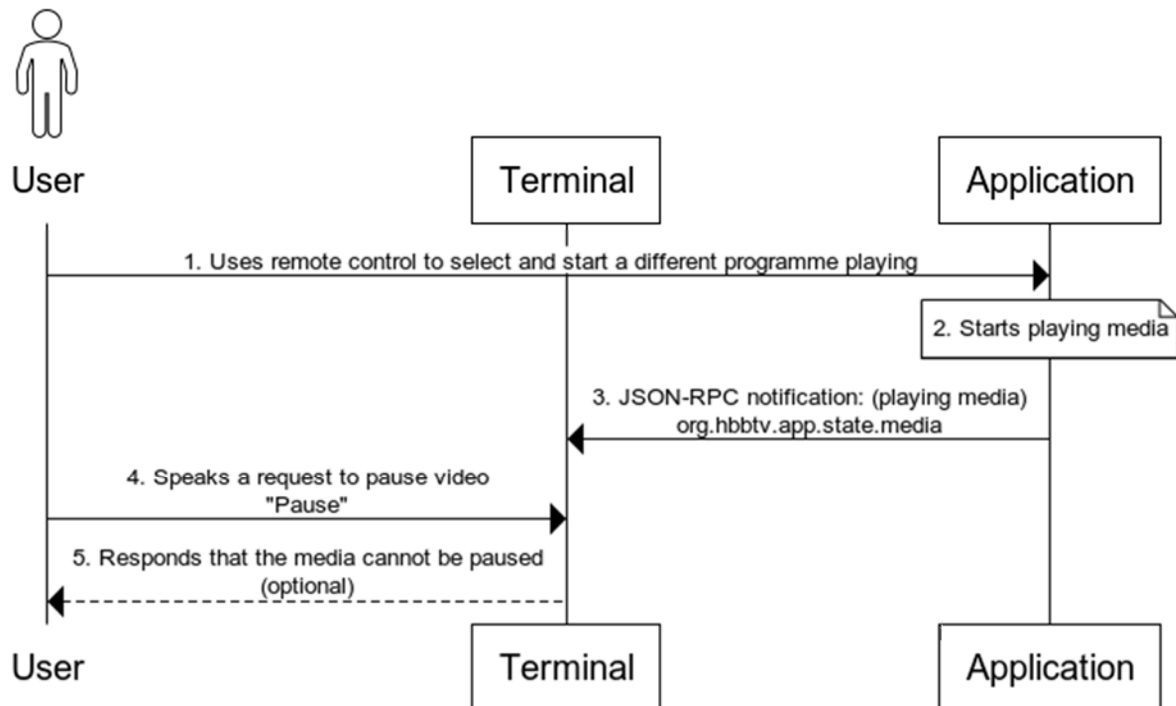 User
Terminal
Application
1. Uses remote control to select and start a different programme playing
2. Starts playing media
3. JSON-RPC notification: (playing media)
org.hbbtv.app.state.media
4. Speaks a request to pause video
"Pause"
5. Responds that the media cannot be paused
(optional)
User
Terminal
Application